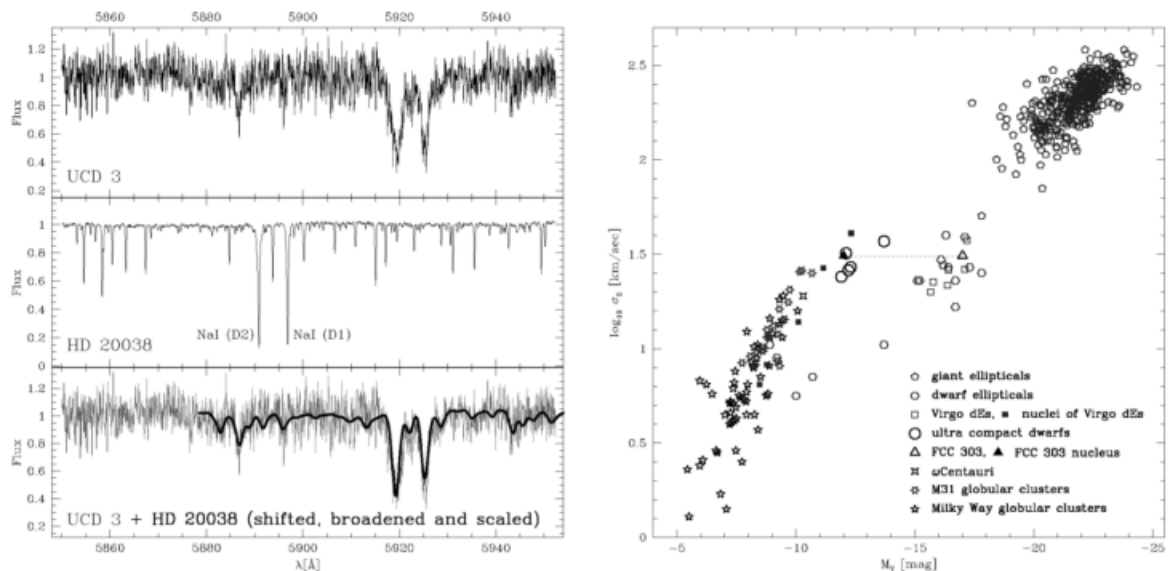 5860 5880 5900 5920 5940
1.2
1
0.8
0.6
0.4
0.2
Flux
UCD 3
1
0.8
0.6
0.4
0.2
Flux
NaI (D2) NaI (D1)
HD 20038
1.2
1
0.8
0.6
0.4
0.2
Flux
UCD 3 + HD 20038 (shifted, broadened and scaled)
5860 5880 5900 5920 5940
λ[Å]
2.5
2
1.5
1
0.5
0
log₁₀ σ₀ [km/sec]
giant ellipticals
dwarf ellipticals
Virgo dEs, nuclei of Virgo dEs
ultra compact dwarfs
FCC 303, FCC 303 nucleus
ωCentauri
M31 globular clusters
Milky Way globular clusters
-5 -10 -15 -20 -25
M_V [mag]